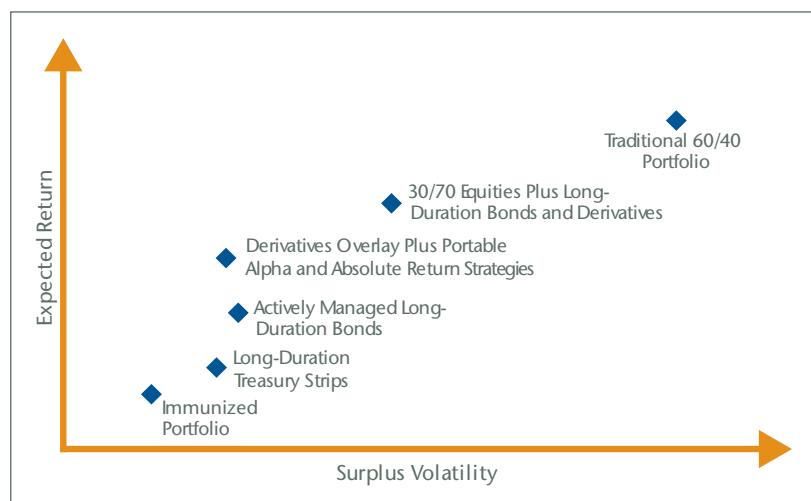 Expected Return
Traditional 60/40
Portfolio
30/70 Equities Plus Long-
Duration Bonds and Derivatives
Derivatives Overlay Plus Portable
Alpha and Absolute Return Strategies
Actively Managed Long-
Duration Bonds
Long-Duration
Treasury Strips
Immunized
Portfolio
Surplus Volatility